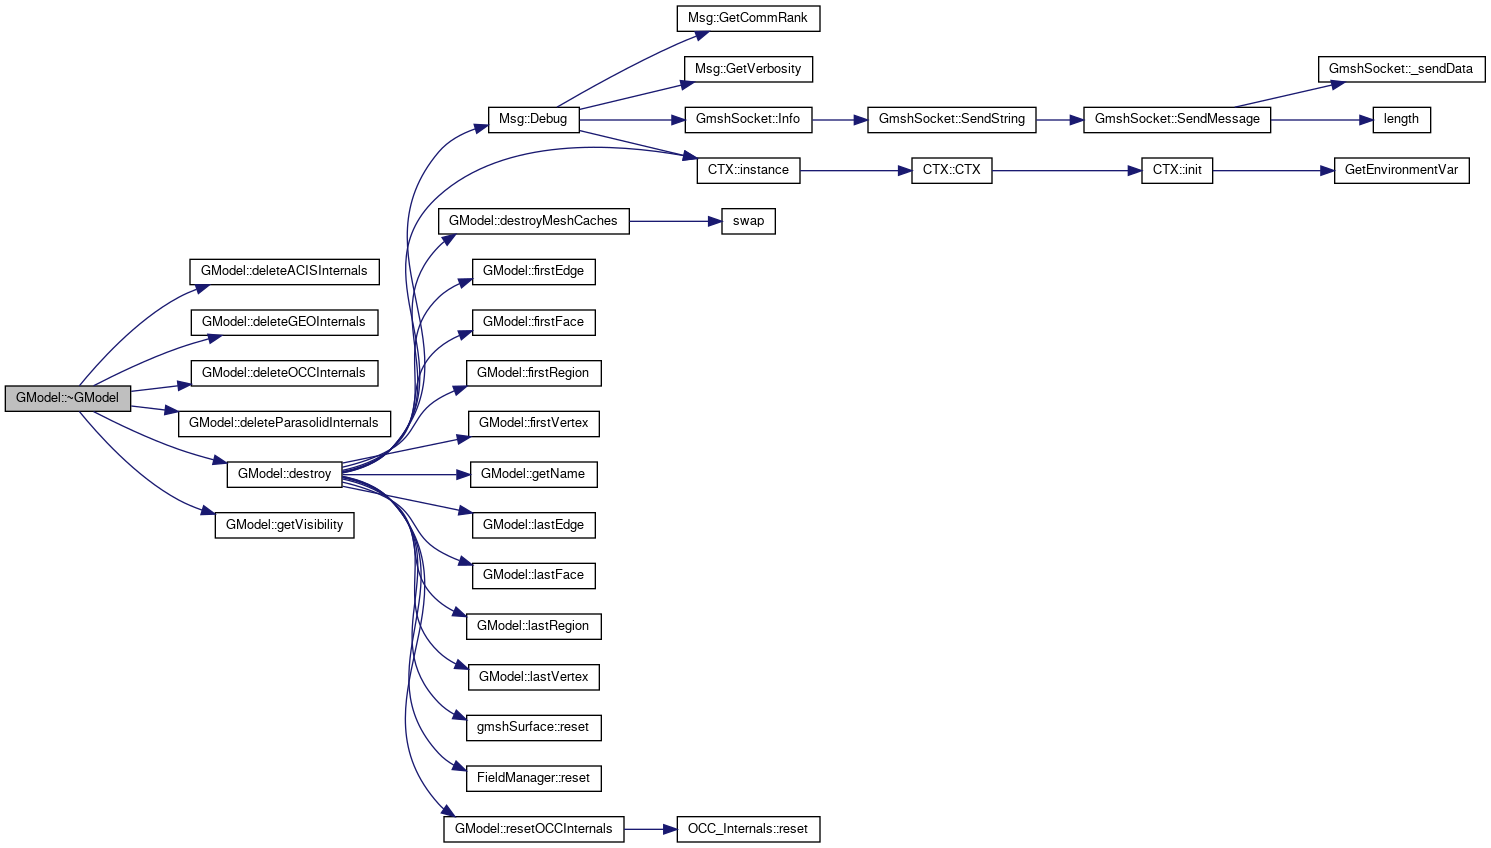 Msg::GetCommRank
Msg::GetVerbosity
GmshSocket::_sendData
Msg::Debug
GmshSocket::Info
GmshSocket::SendString
GmshSocket::SendMessage
length
CTX::instance
CTX::CTX
CTX::init
GetEnvironmentVar
GModel::destroyMeshCaches
swap
GModel::deleteACISInternals
GModel::firstEdge
GModel::deleteGEOInternals
GModel::firstFace
GModel::deleteOCCInternals
GModel::firstRegion
GModel::~GModel
GModel::deleteParasolidInternals
GModel::firstVertex
GModel::destroy
GModel::getName
GModel::getVisibility
GModel::lastEdge
GModel::lastFace
GModel::lastRegion
GModel::lastVertex
gmshSurface::reset
FieldManager::reset
GModel::resetOCCInternals
OCC_Internals::reset